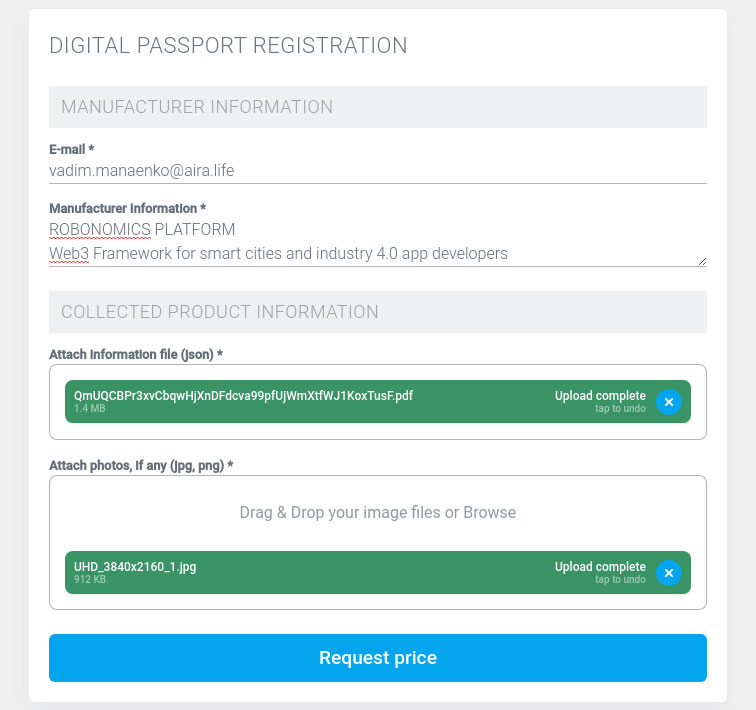 DIGITAL PASSPORT REGISTRATION
MANUFACTURER INFORMATION
E-mail *
vadim.manaenko@aira.life
Manufacturer Information *
ROBONOMICS PLATFORM
Web3 Framework for smart cities and industry 4.0 app developers
COLLECTED PRODUCT INFORMATION
Attach information file (json) *
QmUQCBPr3xvCbqwHjXnDFdcva99pfUjWmXtfWJ1KoxTusF.pdf
1.4 MB
Upload complete
tap to undo
Attach photos, if any (jpg, png) *
Drag & Drop your image files or Browse
UHD_3840x2160_1.jpg
912 KB
Upload complete
tap to undo
Request price